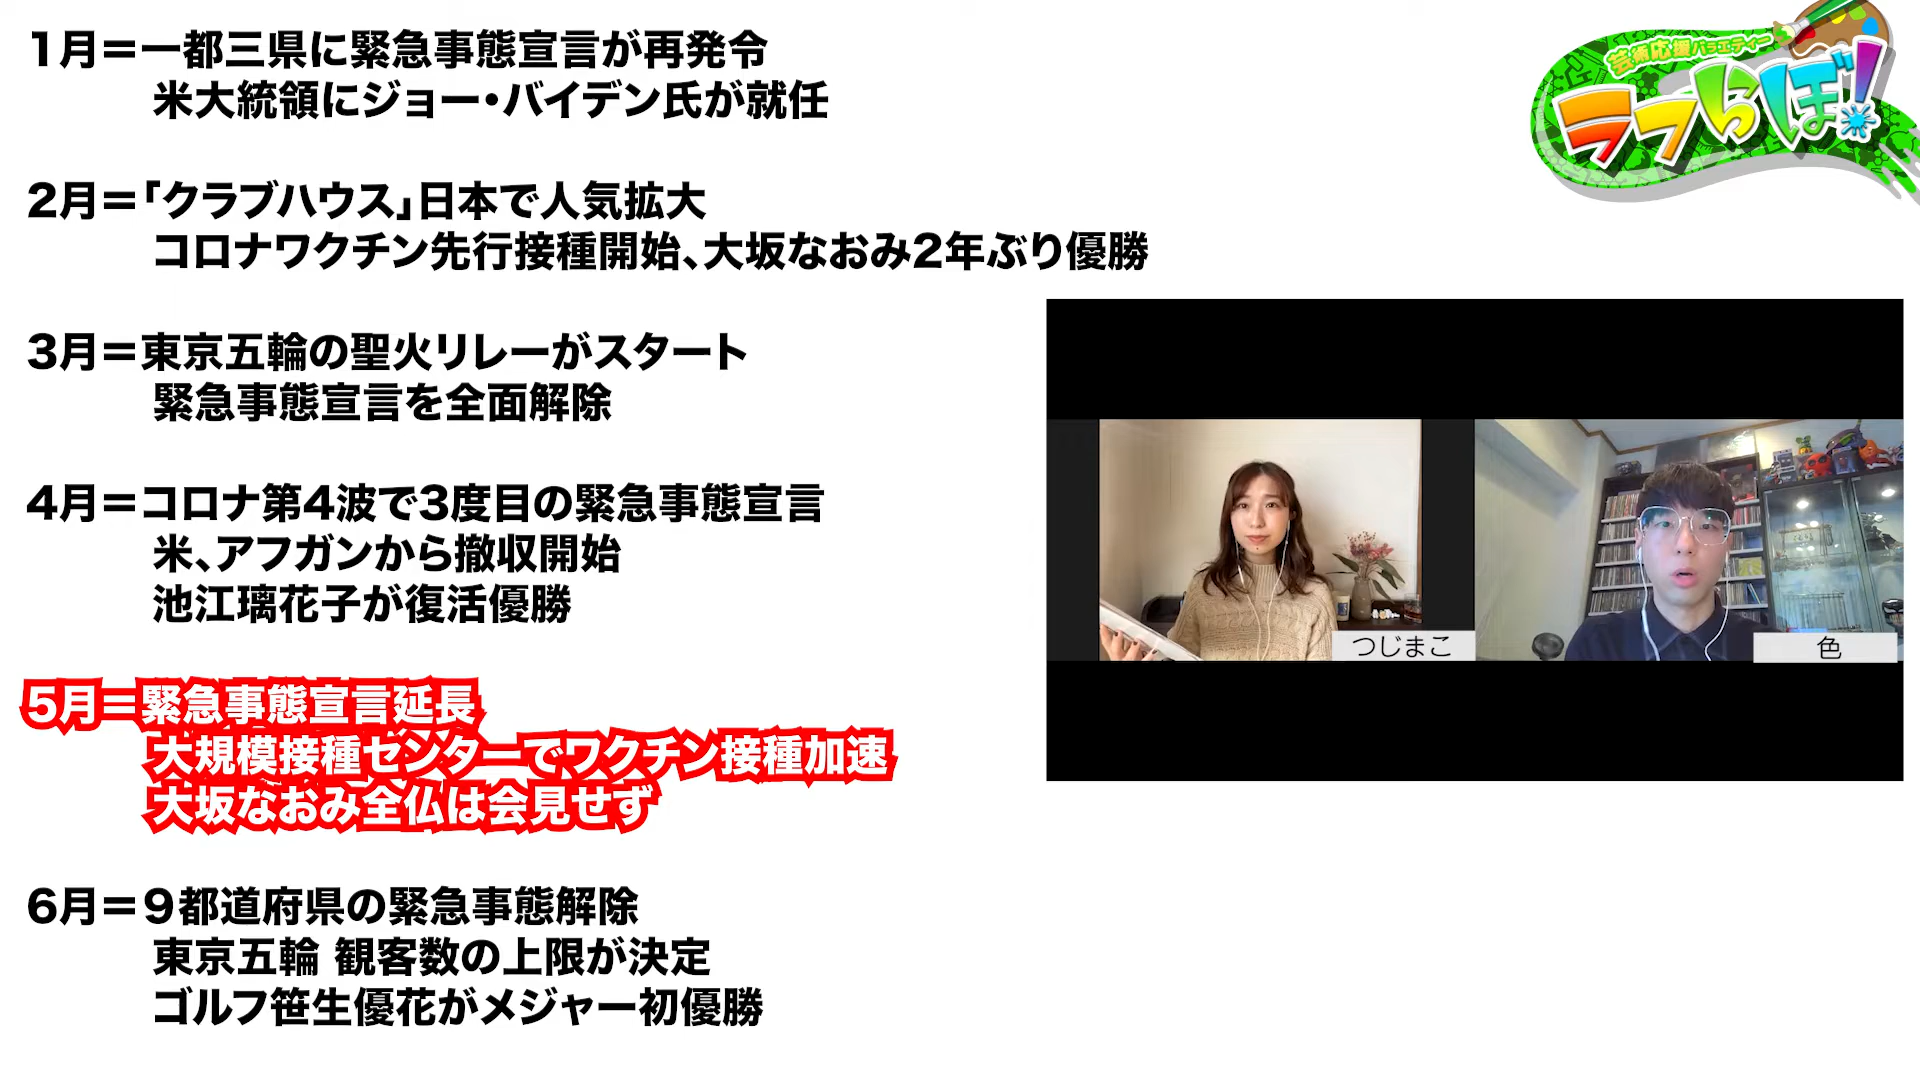 1月＝一都三県に緊急事態宣言が再発令
米大統領にジョー・バイデン氏が就任
2月＝「クラブハウス」日本で人気拡大
コロナワクチン先行接種開始、大坂なおみ2年ぶり優勝
3月＝東京五輪の聖火リレーがスタート
緊急事態宣言を全面解除
4月＝コロナ第4波で3度目の緊急事態宣言
米、アフガンから撤収開始
池江璃花子が復活優勝
5月＝緊急事態宣言延長
大規模接種センターでワクチン接種加速
大坂なおみ全仏は会見せず
6月＝9都道府県の緊急事態解除
東京五輪 観客数の上限が決定
ゴルフ笹生優花がメジャー初優勝
芸術応援バラエティー
ラフらぼ!
つじまこ
色